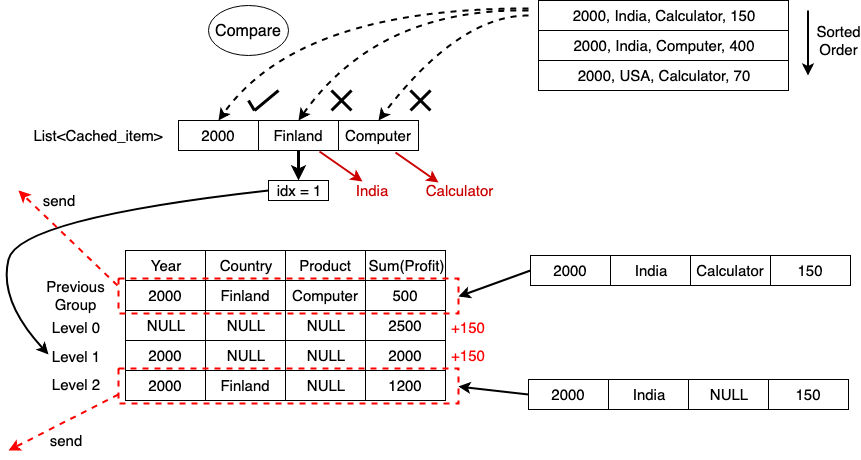 Compare
2000, India, Calculator, 150
2000, India, Computer, 400
2000, USA, Calculator, 70
Sorted
Order
List<Cached_item>
2000 Finland Computer
idx = 1
India
Calculator
send
Year Country Product Sum(Profit)
Previous
Group
2000 Finland Computer 500
2000 India Calculator 150
Level 0 NULL NULL NULL 2500 +150
Level 1 2000 NULL NULL 2000 +150
Level 2 2000 Finland NULL 1200
2000 India NULL 150
send